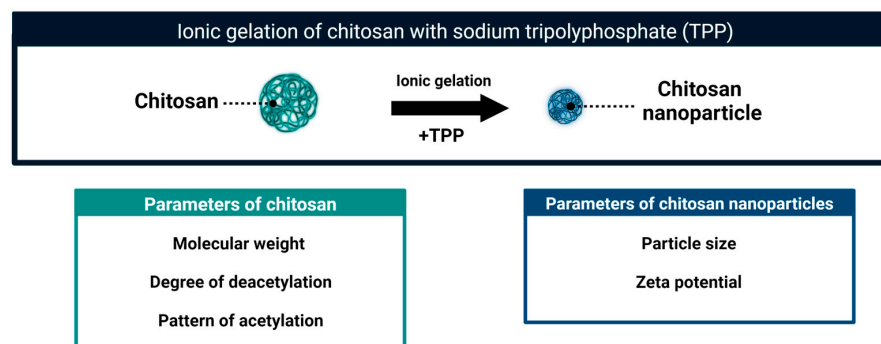 Ionic gelation of chitosan with sodium tripolyphosphate (TPP)
Chitosan
Ionic gelation
+TPP
Chitosan
nanoparticle
Parameters of chitosan
Molecular weight
Degree of deacetylation
Pattern of acetylation
Parameters of chitosan nanoparticles
Particle size
Zeta potential